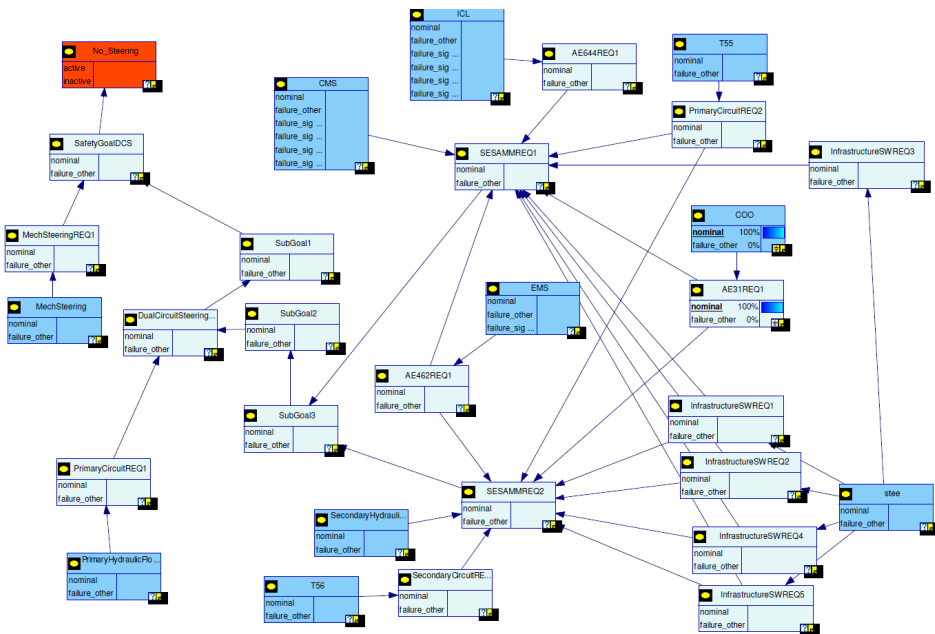 ICL
nominal
failure_other
failure_sig ...
failure_sig ...
failure_sig ...
failure_sig ...
No_Steering
active
inactive
AE644REQ1
nominal
failure_other
T55
nominal
failure_other
CMS
nominal
failure_other
failure_sig ...
failure_sig ...
failure_sig ...
failure_sig ...
PrimaryCircuitREQ2
nominal
failure_other
SafetyGoalDCS
nominal
failure_other
SESAMMREQ1
nominal
failure_other
InfrastructureSWREQ3
nominal
failure_other
COO
nominal 100%
failure_other 0%
MechSteeringREQ1
nominal
failure_other
SubGoal1
nominal
failure_other
AE31REQ1
nominal 100%
failure_other 0%
EMS
nominal
failure_other
failure_sig ...
MechSteering
nominal
failure_other
DualCircuitSteering...
nominal
failure_other
SubGoal2
nominal
failure_other
AE462REQ1
nominal
failure_other
SubGoal3
nominal
failure_other
InfrastructureSWREQ1
nominal
failure_other
InfrastructureSWREQ2
nominal
failure_other
PrimaryCircuitREQ1
nominal
failure_other
SESAMMREQ2
nominal
failure_other
stee
nominal
failure_other
SecondaryHydrauli...
nominal
failure_other
InfrastructureSWREQ4
nominal
failure_other
PrimaryHydraulicFlo...
nominal
failure_other
T56
nominal
failure_other
SecondaryCircuitRE...
nominal
failure_other
InfrastructureSWREQ5
nominal
failure_other